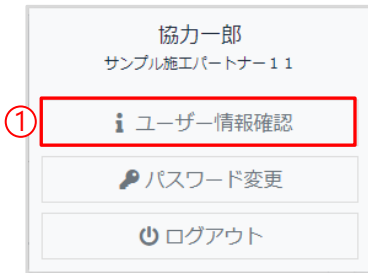 協力一郎
サンプル施工パートナー１１
① ユーザー情報確認
パスワード変更
ログアウト